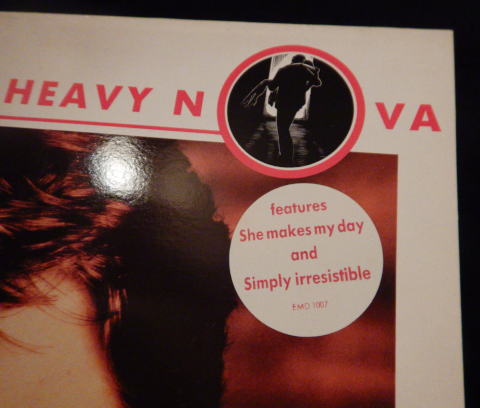 HEAVY N VA
features
She makes my day
and
Simply irresistible
EMD 1007